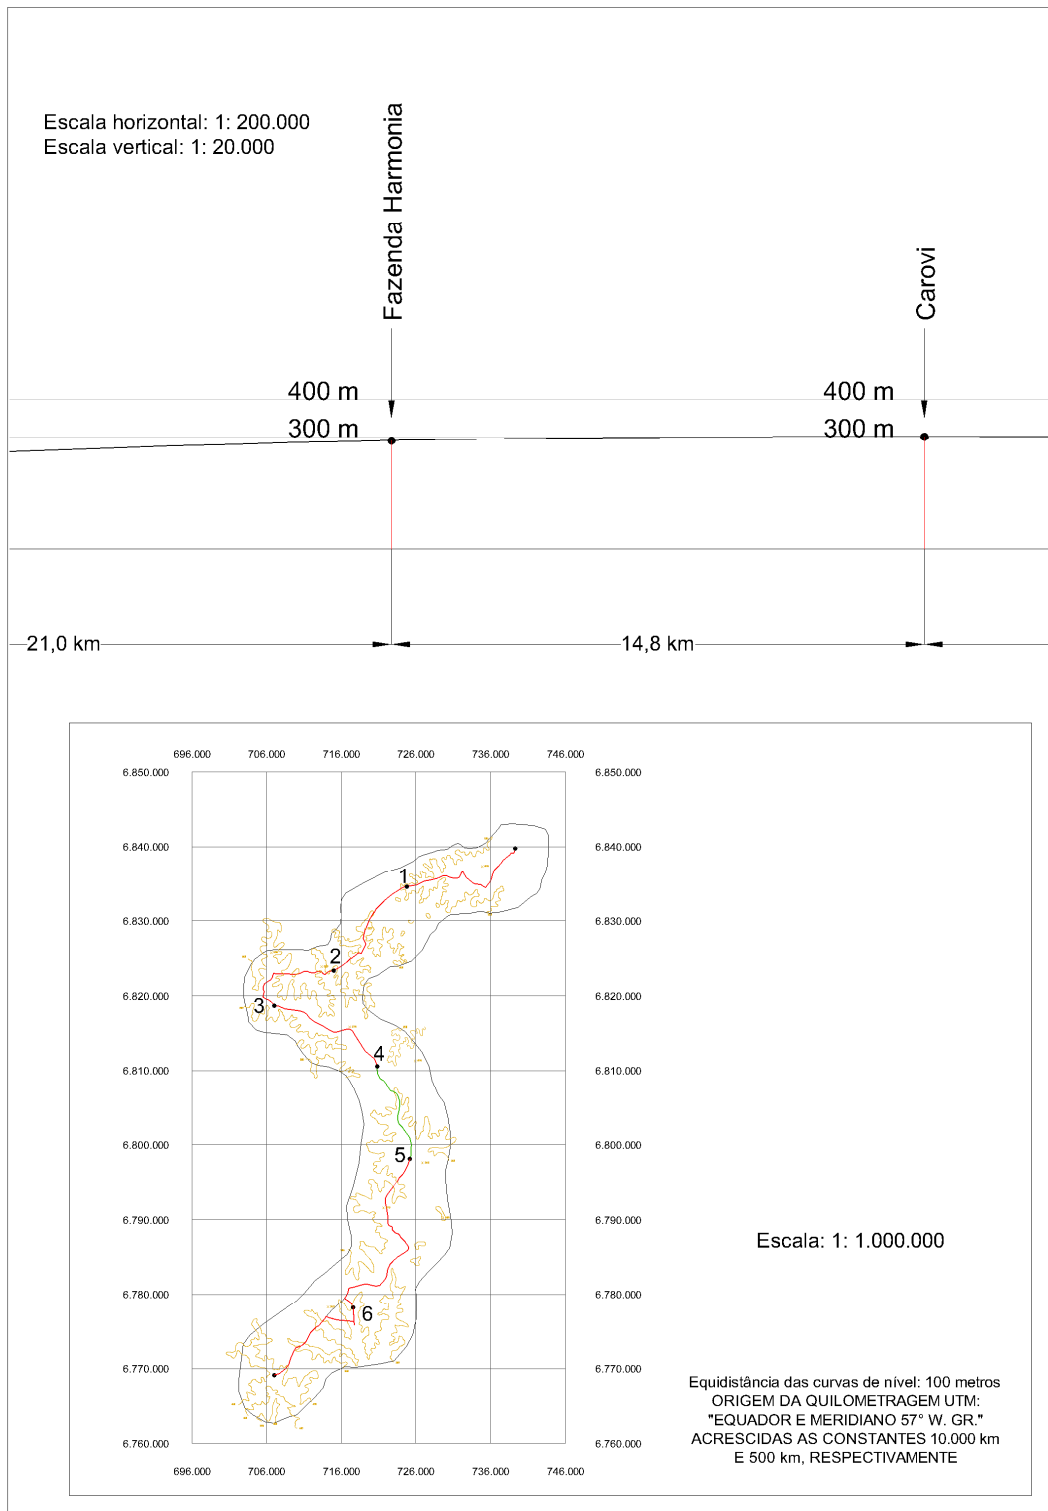 Escala horizontal: 1: 200.000
Escala vertical: 1: 20.000
Fazenda Harmonia
Carovi
400 m
400 m
300 m
300 m
21,0 km
14,8 km
696.000 706.000 716.000 726.000 736.000 746.000
6.850.000 6.850.000
6.840.000 6.840.000
1
6.830.000 6.830.000
2
6.820.000 6.820.000
3
4
6.810.000 6.810.000
6.800.000 6.800.000
5
6.790.000 6.790.000
Escala: 1: 1.000.000
6.780.000 6.780.000
6
6.770.000 6.770.000
Equidistância das curvas de nível: 100 metros
ORIGEM DA QUILOMETRAGEM UTM:
"EQUADOR E MERIDIANO 57° W. GR."
ACRESCIDAS AS CONSTANTES 10.000 km
E 500 km, RESPECTIVAMENTE
6.760.000 6.760.000
696.000 706.000 716.000 726.000 736.000 746.000